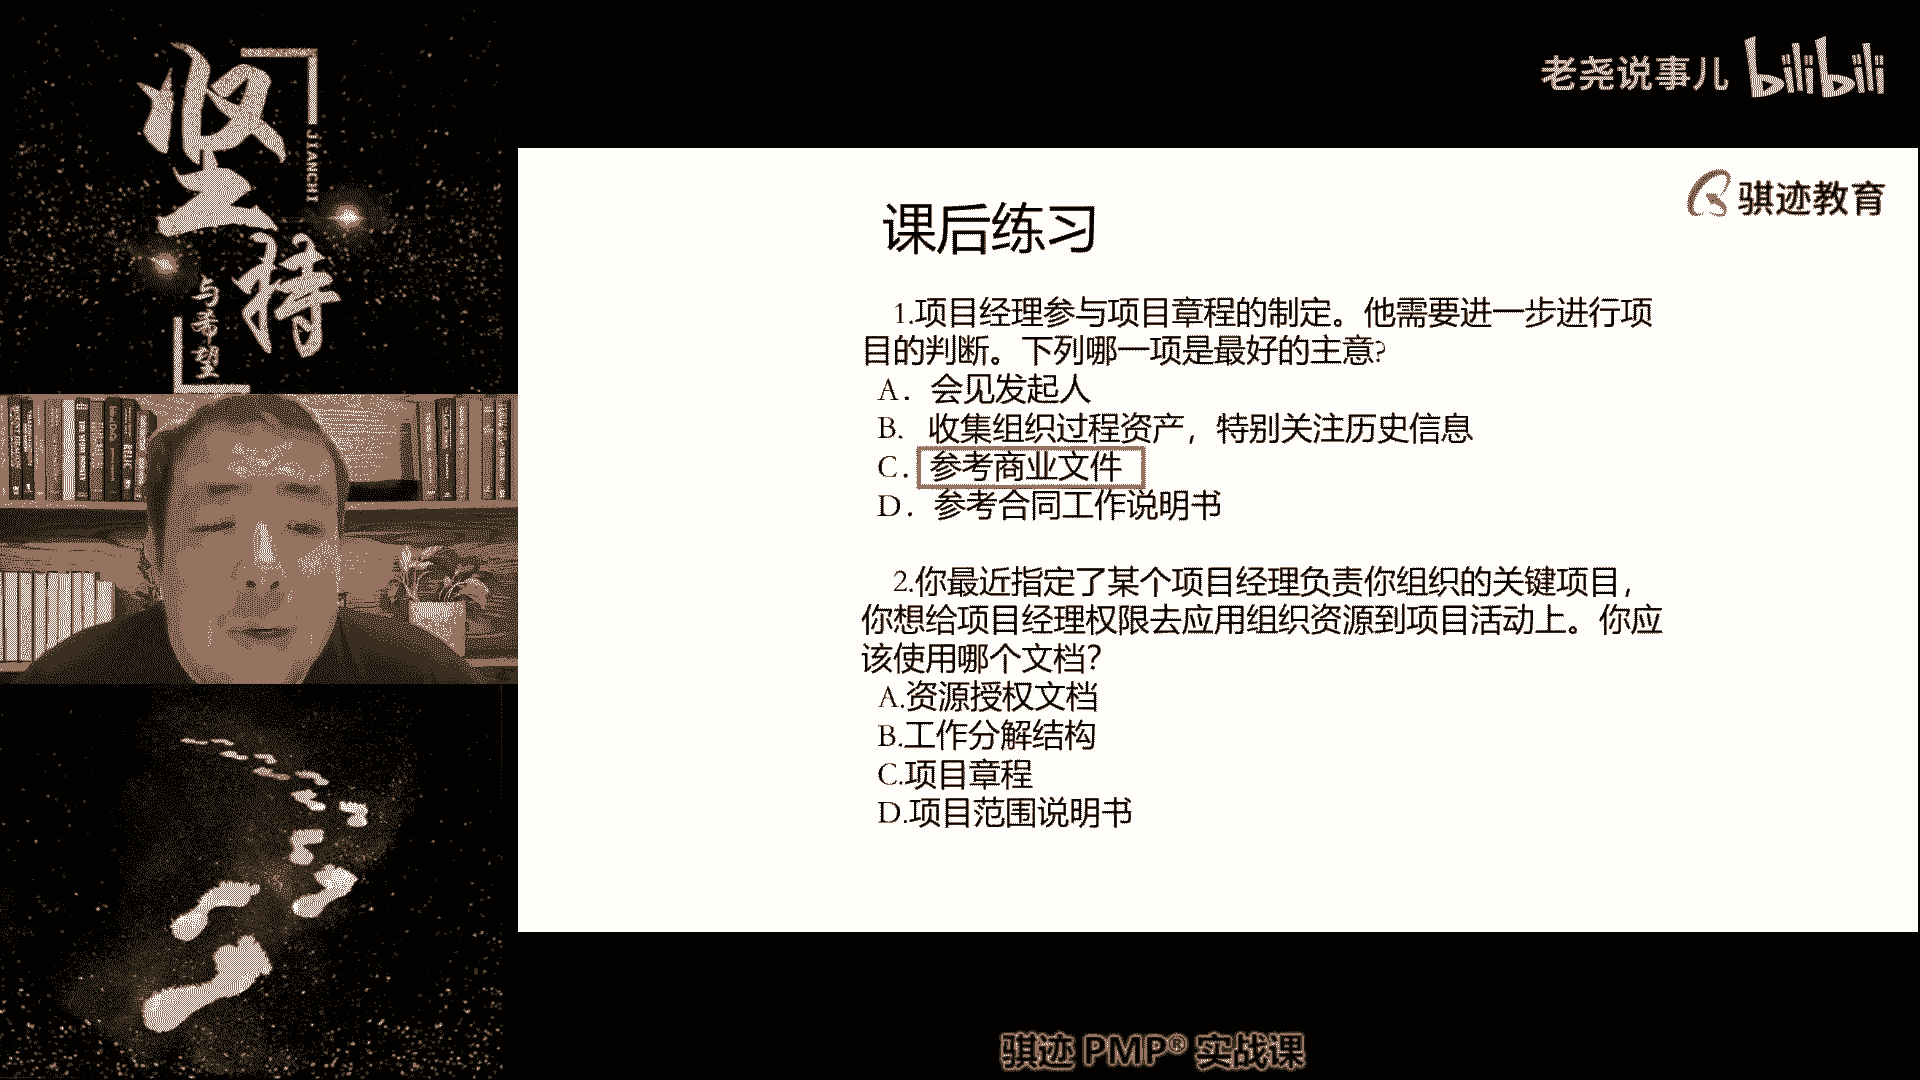 坚持
JIANCHI
与希望
老尧说事儿 bilibili
骐迹教育
课后练习
1.项目经理参与项目章程的制定。他需要进一步进行项
目的判断。下列哪一项是最好的主意?
A. 会见发起人
B. 收集组织过程资产，特别关注历史信息
C. 参考商业文件
D. 参考合同工作说明书
2.你最近指定了某个项目经理负责你组织的关键项目，
你想给项目经理权限去应用组织资源到项目活动上。你应
该使用哪个文档？
A.资源授权文档
B.工作分解结构
C.项目章程
D.项目范围说明书
骐迹 PMP® 实战课